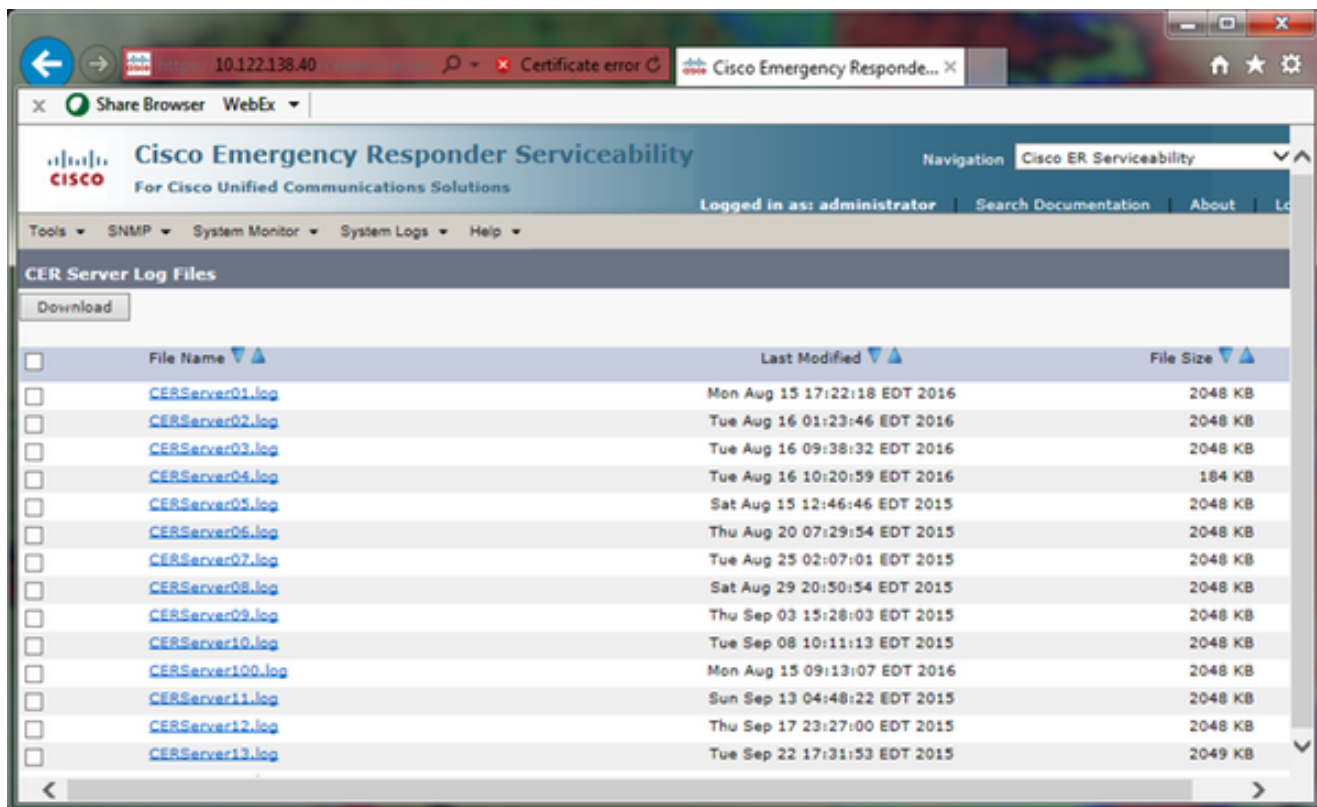 https 10.122.138.40 Certificate error Cisco Emergency Responde...
Share Browser WebEx
CISCO
Cisco Emergency Responder Serviceability
For Cisco Unified Communications Solutions
Navigation Cisco ER Serviceability
Logged in as: administrator Search Documentation About
Tools SNMP System Monitor System Logs Help
CER Server Log Files
Download
File Name Last Modified File Size
CERServer01.log Mon Aug 15 17:22:18 EDT 2016 2048 KB
CERServer02.log Tue Aug 16 01:23:46 EDT 2016 2048 KB
CERServer03.log Tue Aug 16 09:38:32 EDT 2016 2048 KB
CERServer04.log Tue Aug 16 10:20:59 EDT 2016 184 KB
CERServer05.log Sat Aug 15 12:46:46 EDT 2015 2048 KB
CERServer06.log Thu Aug 20 07:29:54 EDT 2015 2048 KB
CERServer07.log Tue Aug 25 02:07:01 EDT 2015 2048 KB
CERServer08.log Sat Aug 29 20:50:54 EDT 2015 2048 KB
CERServer09.log Thu Sep 03 15:28:03 EDT 2015 2048 KB
CERServer10.log Tue Sep 08 10:11:13 EDT 2015 2048 KB
CERServer100.log Mon Aug 15 09:13:07 EDT 2016 2048 KB
CERServer11.log Sun Sep 13 04:48:22 EDT 2015 2048 KB
CERServer12.log Thu Sep 17 23:27:00 EDT 2015 2048 KB
CERServer13.log Tue Sep 22 17:31:53 EDT 2015 2049 KB